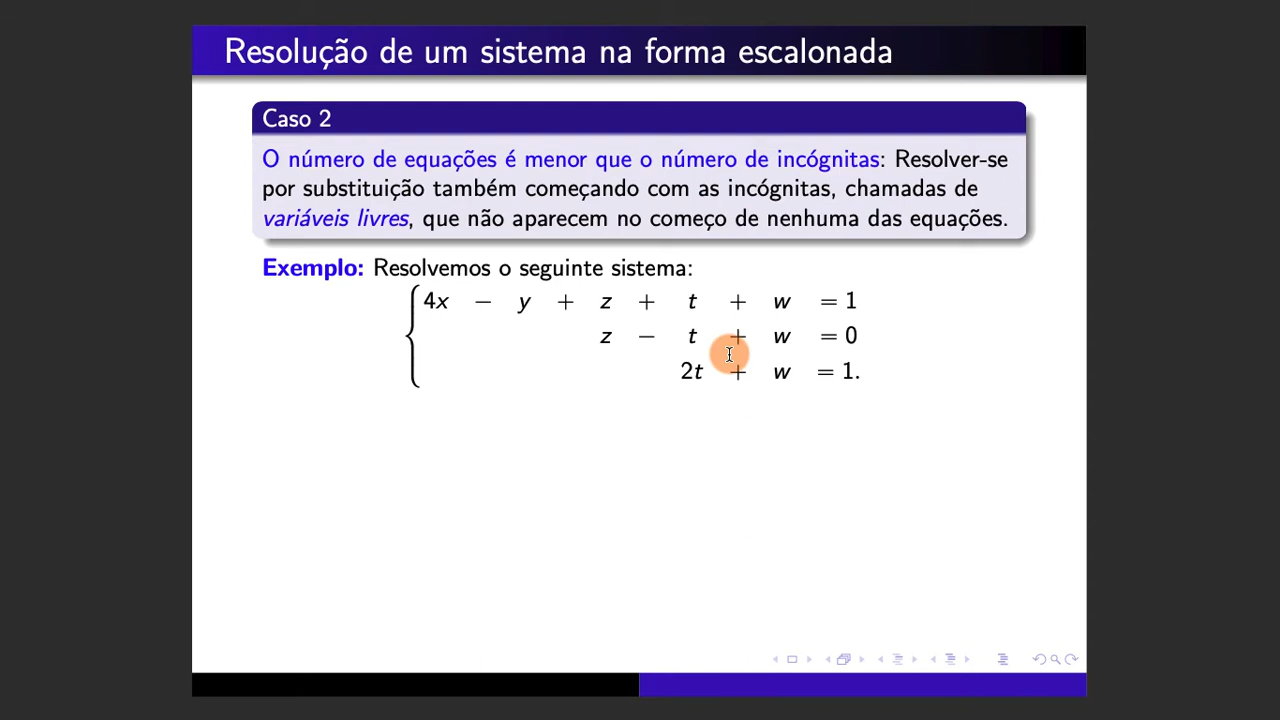 Resolução de um sistema na forma escalonada
Caso 2
O número de equações é menor que o número de incógnitas: Resolver-se
por substituição também começando com as incógnitas, chamadas de
variáveis livres, que não aparecem no começo de nenhuma das equações.
Exemplo: Resolvemos o seguinte sistema:
4x − y + z + t + w = 1
z − t + w = 0
2t + w = 1.